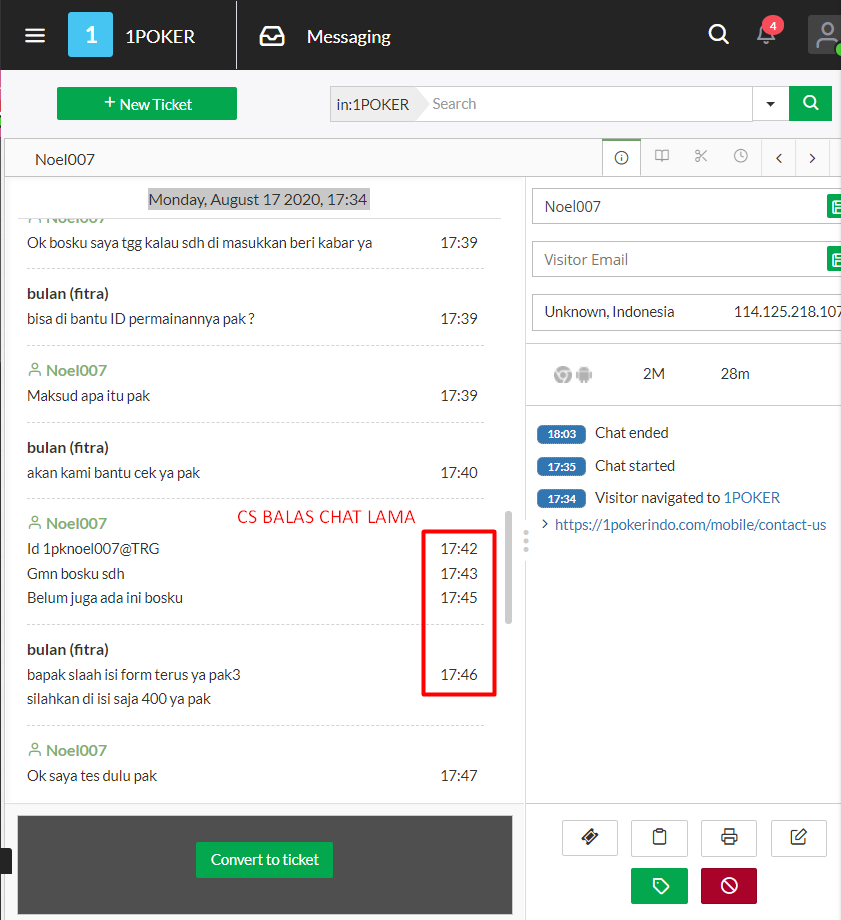 1 1POKER Messaging 4
+ New Ticket in:1POKER Search
Noel007
Monday, August 17 2020, 17:34
Noel007
Ok bosku saya tgg kalau sdh di masukkan beri kabar ya 17:39
bulan (fitra)
bisa di bantu ID permainannya pak ? 17:39
Noel007
Maksud apa itu pak 17:39
bulan (fitra)
akan kami bantu cek ya pak 17:40
CS BALAS CHAT LAMA
Noel007
Id 1pknoel007@TRG 17:42
Gmn bosku sdh 17:43
Belum juga ada ini bosku 17:45
bulan (fitra)
bapak slaah isi form terus ya pak3 17:46
silahkan di isi saja 400 ya pak
Noel007
Ok saya tes dulu pak 17:47
Convert to ticket
Noel007
Visitor Email
Unknown, Indonesia 114.125.218.107
2M 28m
18:03 Chat ended
17:35 Chat started
17:34 Visitor navigated to 1POKER
https://1pokerindo.com/mobile/contact-us